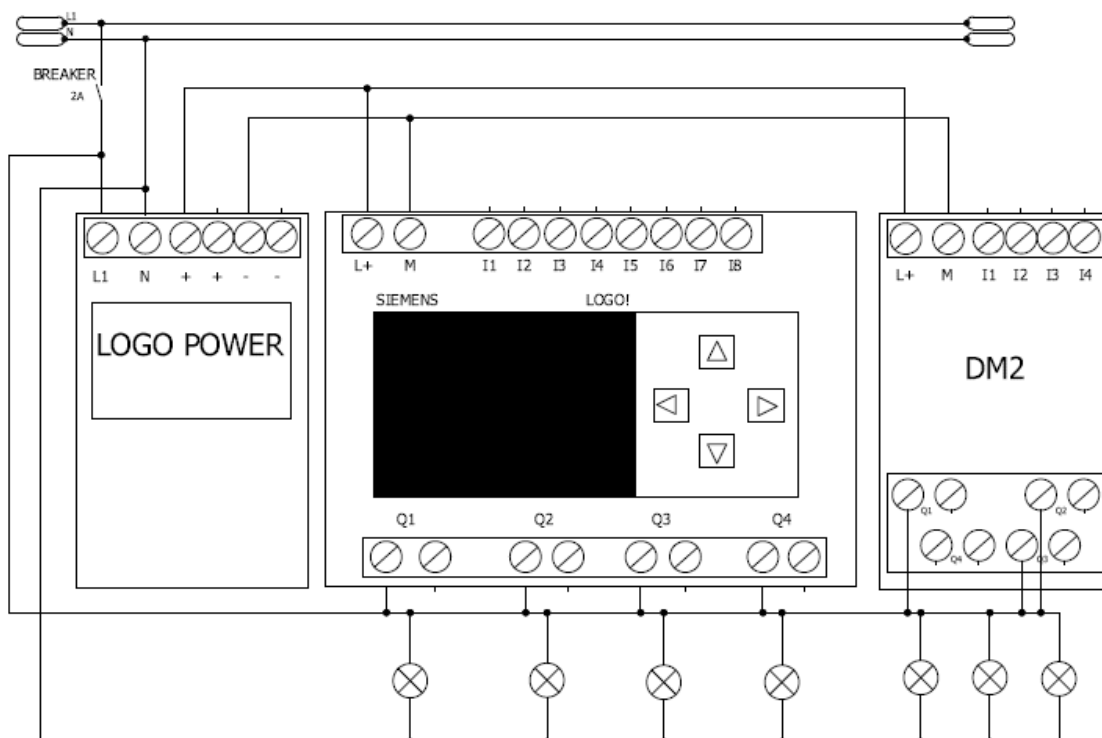 L1
N
BREAKER
2A
L1 N + + - -
L+ M I1 I2 I3 I4 I5 I6 I7 I8
L+ M I1 I2 I3 I4
SIEMENS LOGO!
LOGO POWER
DM2
Q1 Q2 Q3 Q4
Q1 Q2
Q4 Q3